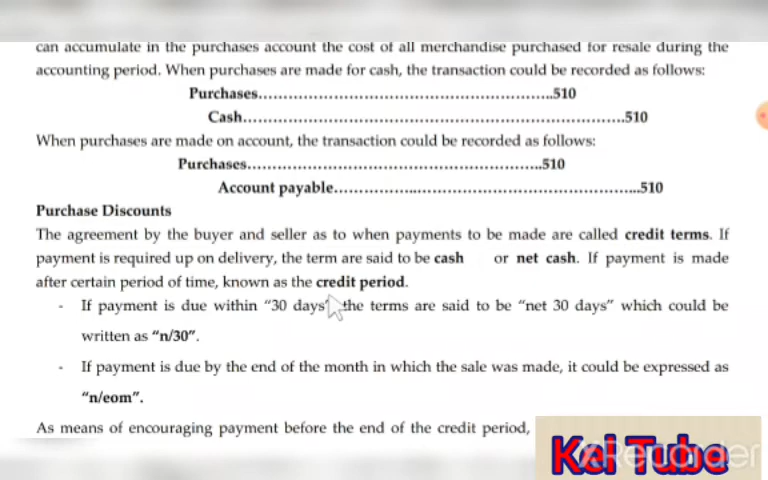 can accumulate in the purchases account the cost of all merchandise purchased for resale during the
accounting period. When purchases are made for cash, the transaction could be recorded as follows:
Purchases…………………………………………………..510
Cash………………………………………………………………….510
When purchases are made on account, the transaction could be recorded as follows:
Purchases…………………………………………………...510
Account payable……………..……………………………………...510
Purchase Discounts
The agreement by the buyer and seller as to when payments to be made are called credit terms. If
payment is required up on delivery, the term are said to be cash or net cash. If payment is made
after certain period of time, known as the credit period.
- If payment is due within “30 days” the terms are said to be “net 30 days” which could be
written as “n/30”.
- If payment is due by the end of the month in which the sale was made, it could be expressed as
“n/eom”.
As means of encouraging payment before the end of the credit period,
Kal Tube
XRecorder